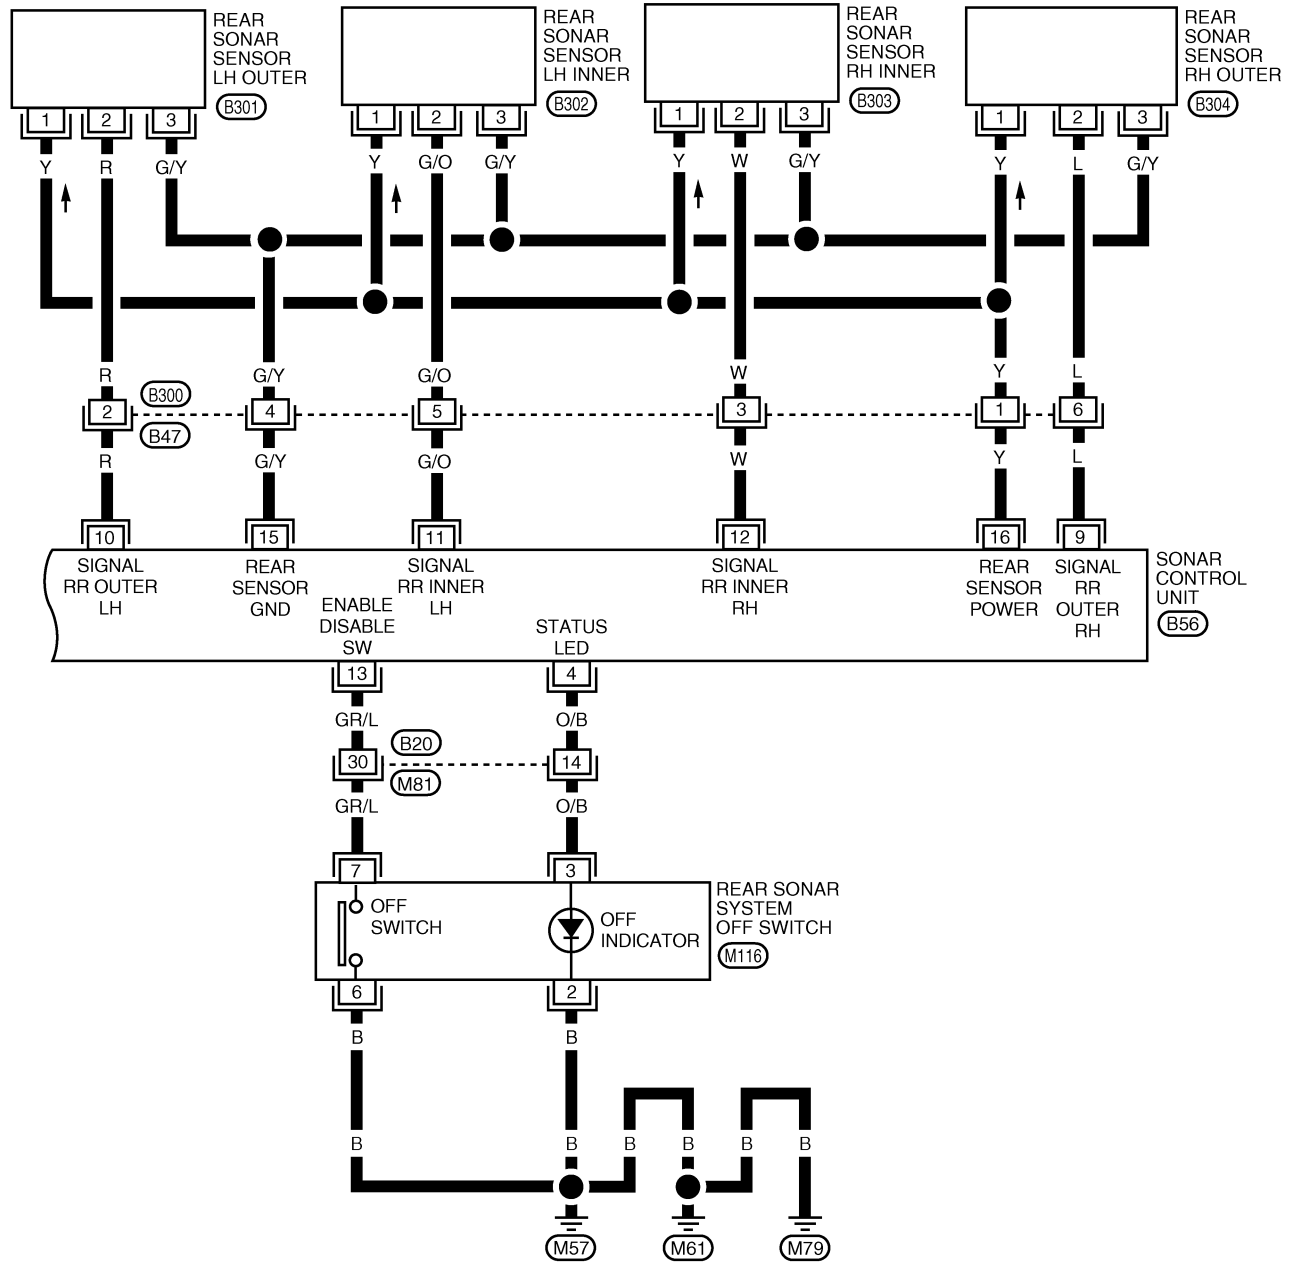 REAR
SONAR
SENSOR
LH OUTER
B301
REAR
SONAR
SENSOR
LH INNER
B302
REAR
SONAR
SENSOR
RH INNER
B303
REAR
SONAR
SENSOR
RH OUTER
B304
1 2 3 1 2 3 1 2 3 1 2 3
Y R G/Y Y G/O G/Y Y W G/Y Y L G/Y
R G/Y G/O W Y L
B300
2 4 5 3 1 6
B47
R G/Y G/O W Y L
10 15 11 12 16 9
SIGNAL
RR OUTER
LH
REAR
SENSOR
GND
SIGNAL
RR INNER
LH
SIGNAL
RR INNER
RH
REAR
SENSOR
POWER
SIGNAL
RR
OUTER
RH
SONAR
CONTROL
UNIT
B56
ENABLE
DISABLE
SW
STATUS
LED
13 4
GR/L O/B
B20
30 14
M81
GR/L O/B
7 3
OFF
SWITCH
OFF
INDICATOR
REAR SONAR
SYSTEM
OFF SWITCH
M116
6 2
B B
B B B B B B
M57 M61 M79